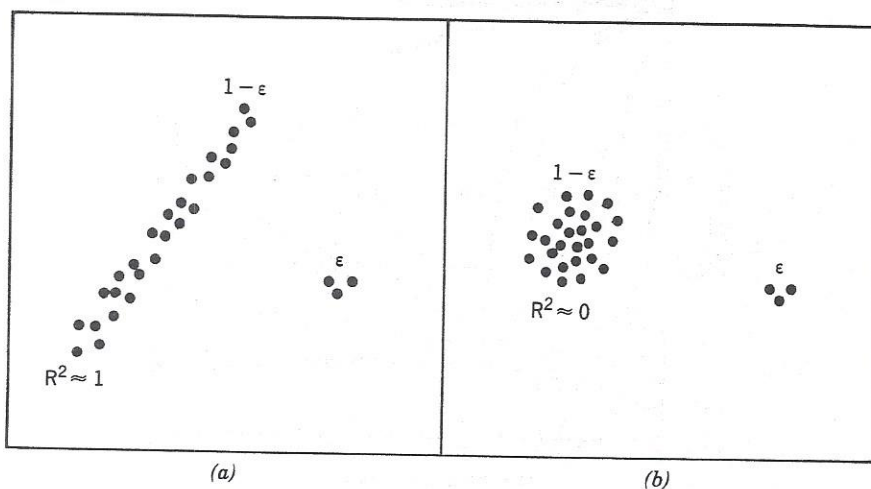 1 – ε
ε
R² ≈ 1
(a)
1 – ε
ε
R² ≈ 0
(b)